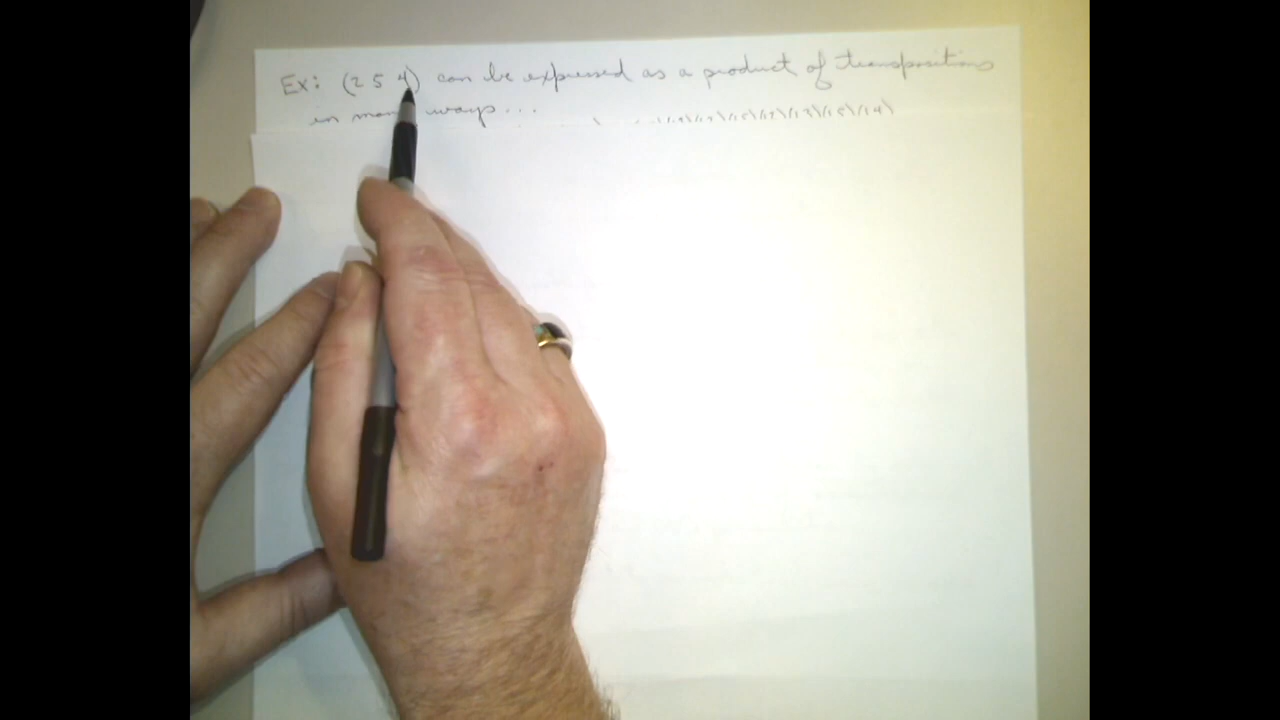 Ex: (2 5 4) can be expressed as a product of transpositions
in many ways...